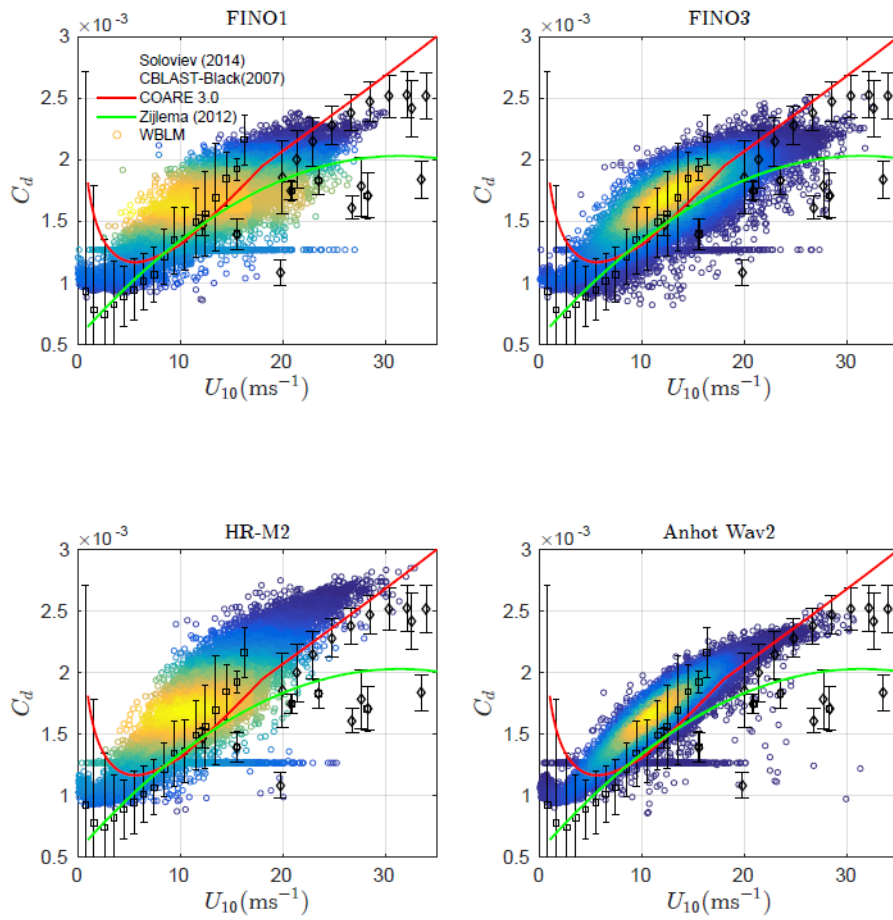 FINO1
×10⁻³
3
2.5
2
1.5
1
0.5
C_d
0 10 20 30
U₁₀(ms⁻¹)
Soloviev (2014)
CBLAST-Black(2007)
COARE 3.0
Zijlema (2012)
WBLM
FINO3
×10⁻³
3
2.5
2
1.5
1
0.5
C_d
0 10 20 30
U₁₀(ms⁻¹)
HR-M2
×10⁻³
3
2.5
2
1.5
1
0.5
C_d
0 10 20 30
U₁₀(ms⁻¹)
Anhot Wav2
×10⁻³
3
2.5
2
1.5
1
0.5
C_d
0 10 20 30
U₁₀(ms⁻¹)